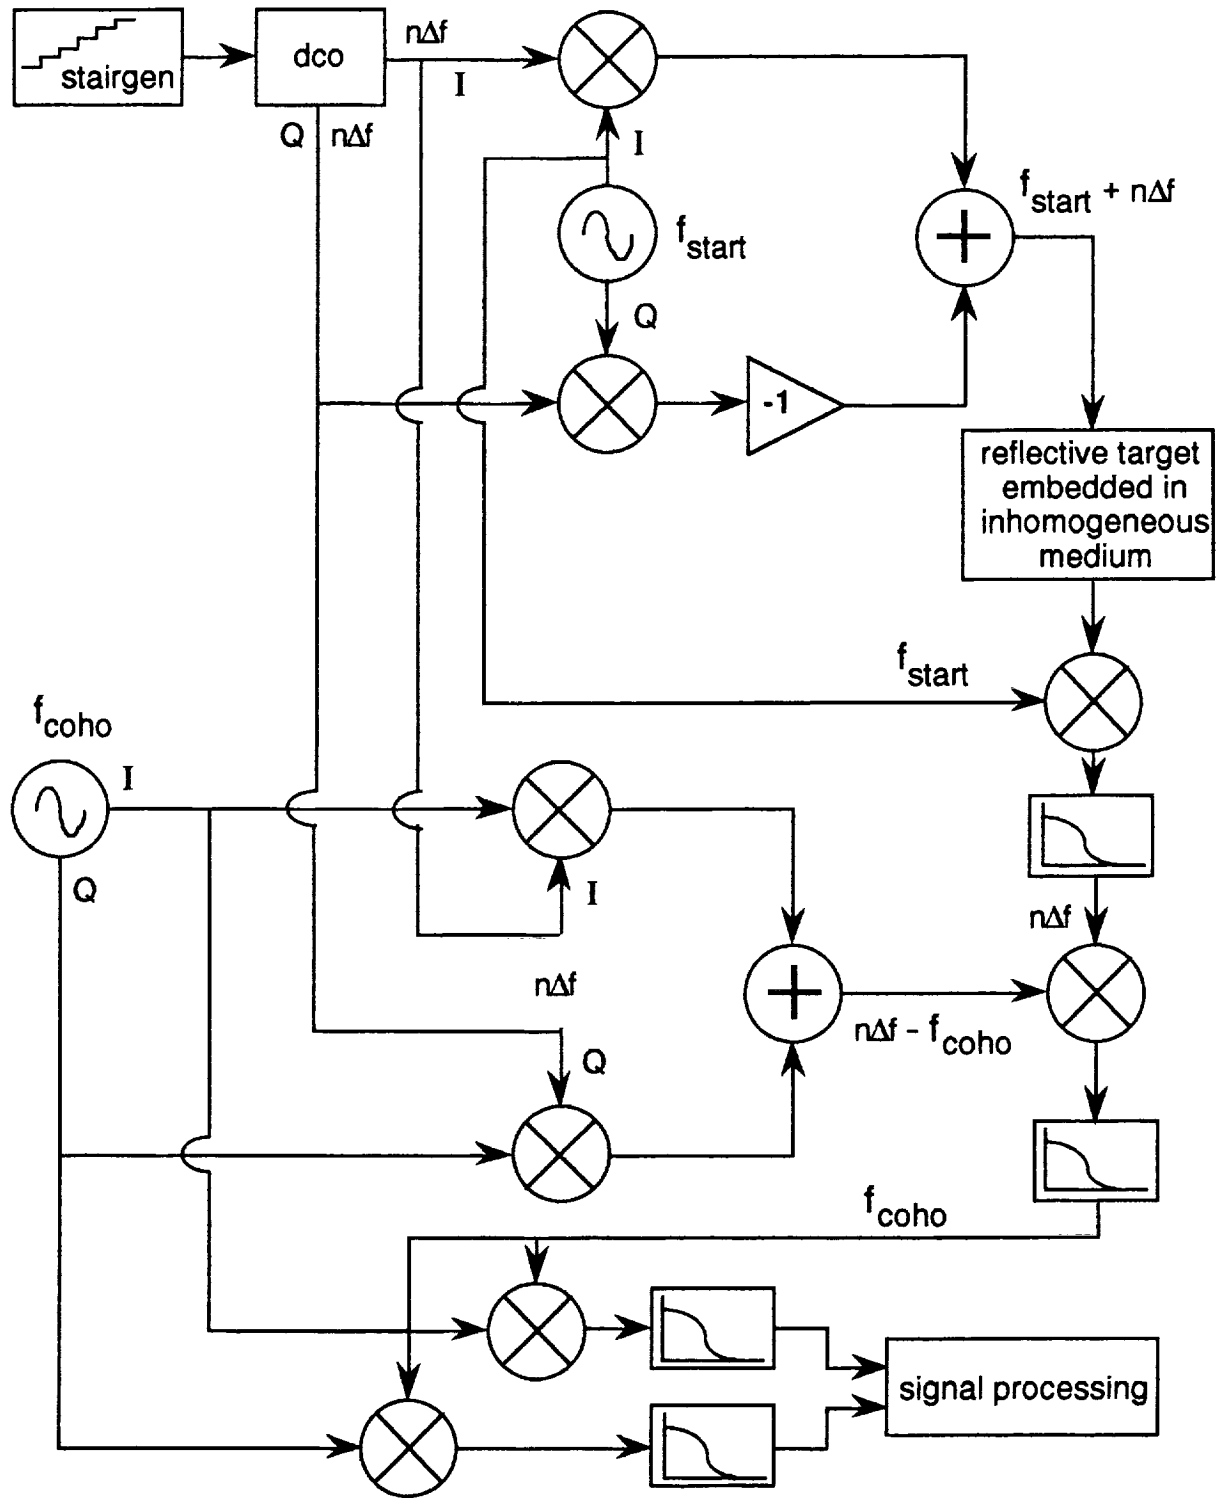 stairgen
dco
nΔf
I
Q nΔf
I
f start
Q
-1
f start + nΔf
reflective target
embedded in
inhomogeneous
medium
f start
f coho
I
Q
I
nΔf
nΔf
Q
nΔf - f coho
f coho
signal processing